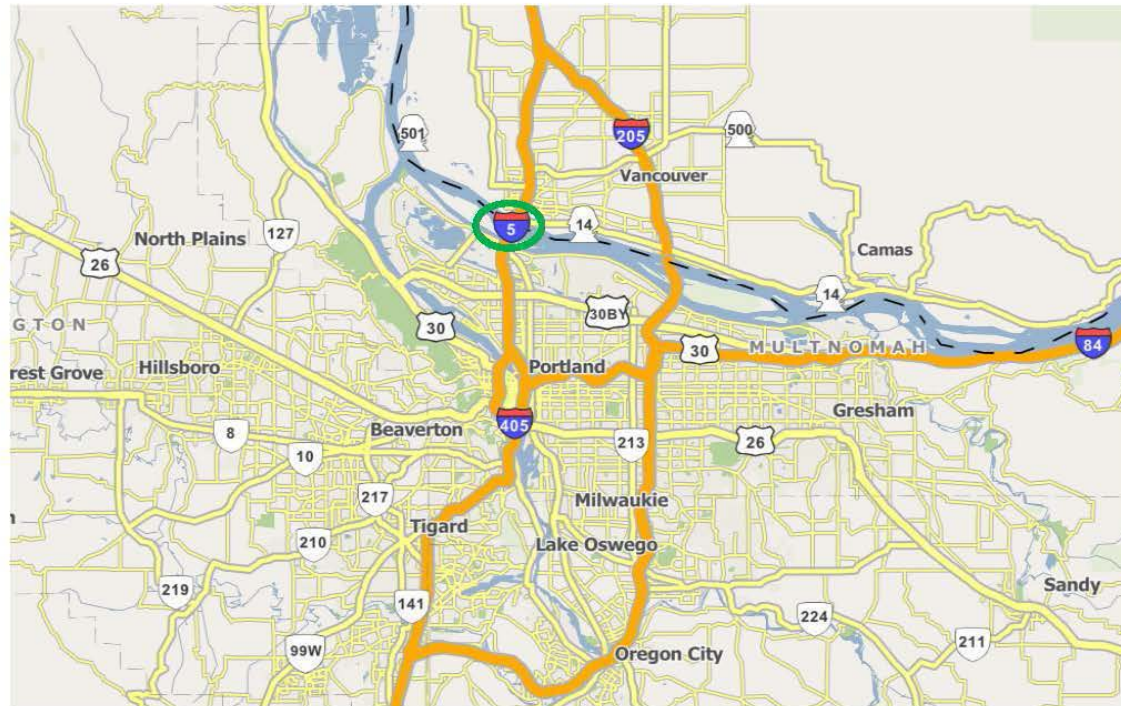 501
205
500
Vancouver
5
14
127
North Plains
26
Camas
14
30BY
30
30
MULTNOMAH
84
GTON
Portland
rest Grove
Hillsboro
405
Gresham
8
Beaverton
213
26
10
217
Milwaukie
Tigard
210
Lake Oswego
219
141
Sandy
224
211
99W
Oregon City